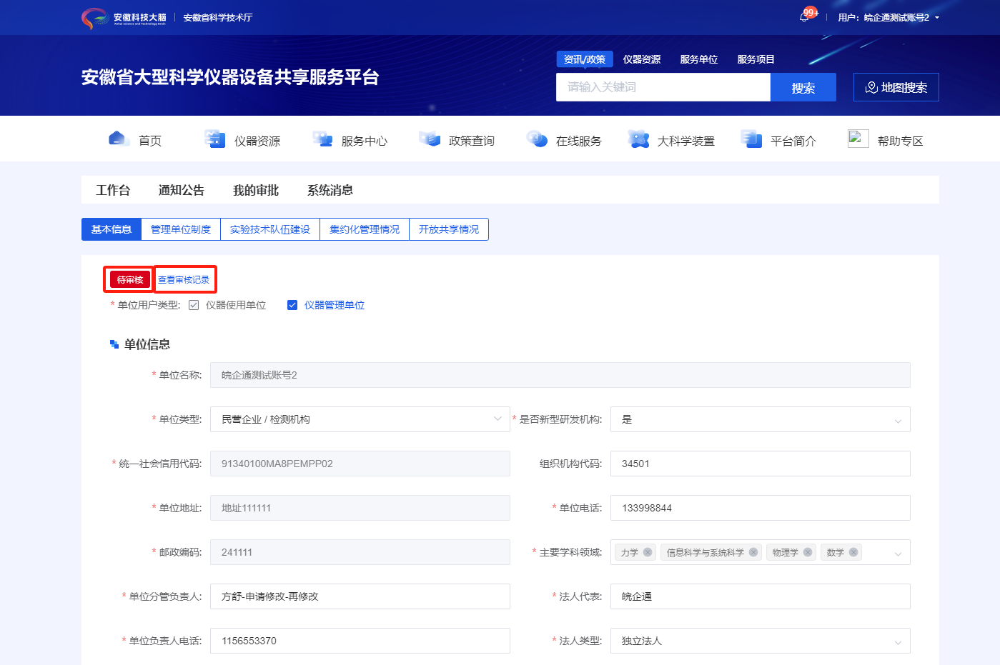 安徽科技大脑 安徽省科学技术厅 99+ 用户：皖企通测试账号2
Anhui Science and Technology Brain
资讯/政策 仪器资源 服务单位 服务项目
安徽省大型科学仪器设备共享服务平台
请输入关键词 搜索 地图搜索
首页 仪器资源 服务中心 政策查询 在线服务 大科学装置 平台简介 帮助专区
工作台 通知公告 我的审批 系统消息
基本信息 管理单位制度 实验技术队伍建设 集约化管理情况 开放共享情况
待审核 查看审核记录
* 单位用户类型: 仪器使用单位 仪器管理单位
单位信息
* 单位名称: 皖企通测试账号2
* 单位类型: 民营企业 / 检测机构 * 是否新型研发机构: 是
* 统一社会信用代码: 91340100MA8PEMPP02 组织机构代码: 34501
* 单位地址: 地址111111 * 单位电话: 133998844
* 邮政编码: 241111 * 主要学科领域: 力学 信息科学与系统科学 物理学 数学
* 单位分管负责人: 方舒-申请修改-再修改 * 法人代表: 皖企通
* 单位负责人电话: 1156553370 * 法人类型: 独立法人